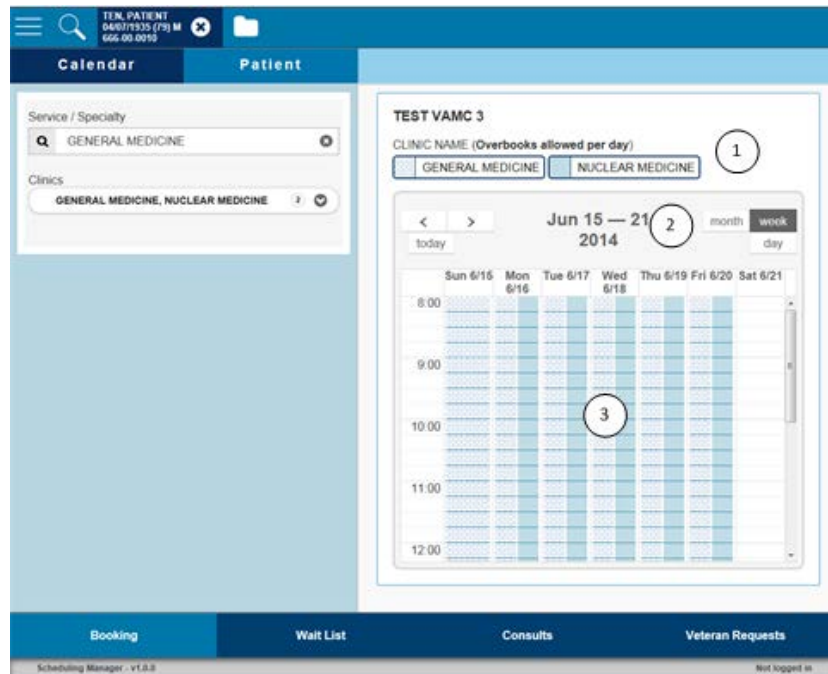 TEN, PATIENT
04/07/1935 (79) M
666-00-0010
Calendar
Patient
Service / Specialty
GENERAL MEDICINE
Clinics
GENERAL MEDICINE, NUCLEAR MEDICINE 2
TEST VAMC 3
CLINIC NAME (Overbooks allowed per day)
GENERAL MEDICINE NUCLEAR MEDICINE
1
< > today
Jun 15 — 21
2014
2
month week day
Sun 6/15 Mon 6/16 Tue 6/17 Wed 6/18 Thu 6/19 Fri 6/20 Sat 6/21
8:00
9:00
3
10:00
11:00
12:00
Booking Wait List Consults Veteran Requests
Scheduling Manager - v1.0.0 Not logged in